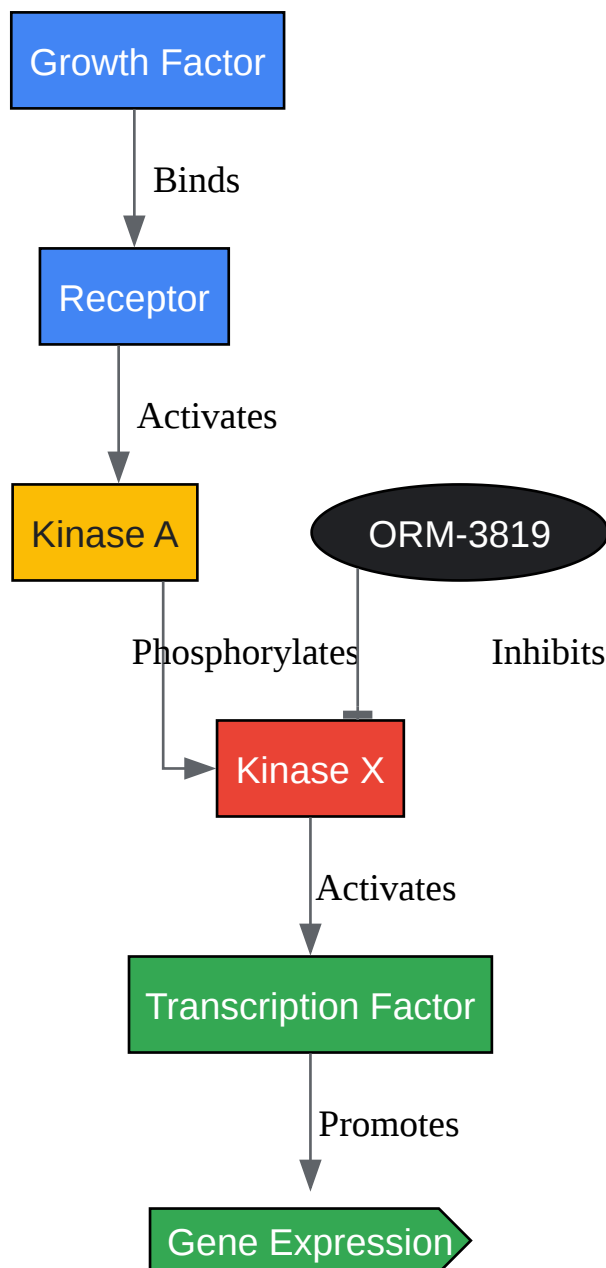 Growth Factor
Binds
Receptor
Activates
Kinase A
ORM-3819
Phosphorylates
Inhibits
Kinase X
Activates
Transcription Factor
Promotes
Gene Expression